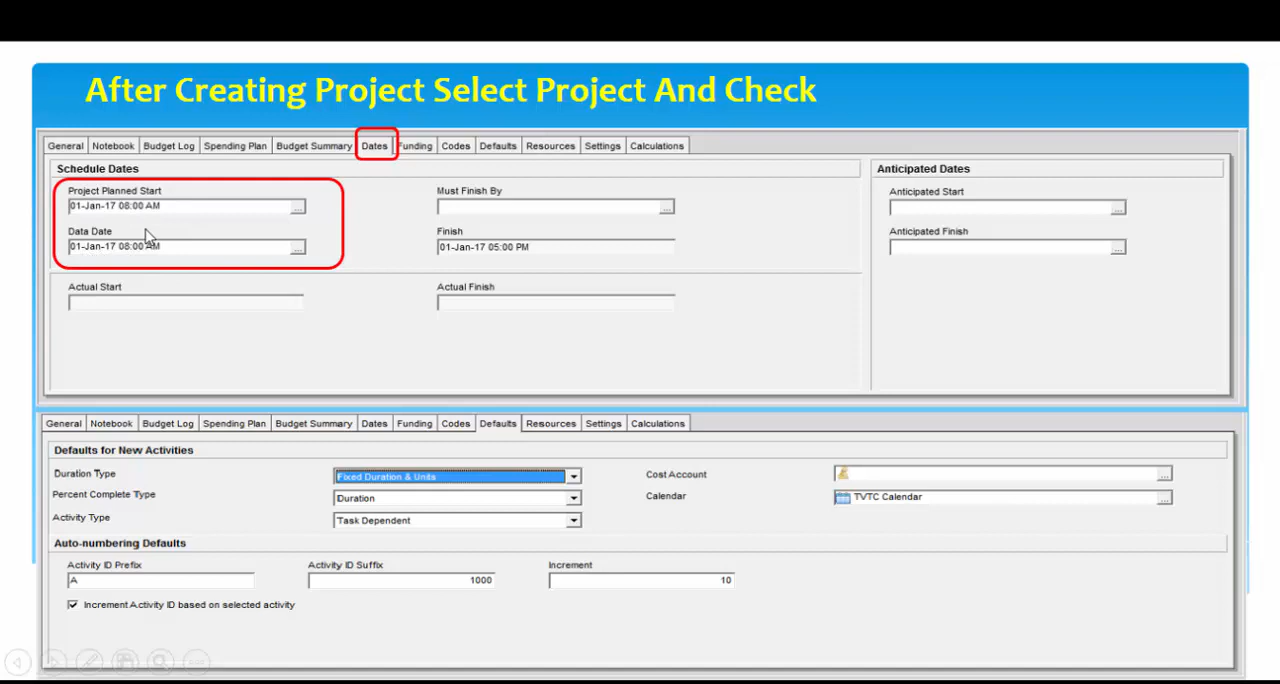 After Creating Project Select Project And Check
General Notebook Budget Log Spending Plan Budget Summary Dates Funding Codes Defaults Resources Settings Calculations
Schedule Dates
Anticipated Dates
Project Planned Start Must Finish By Anticipated Start
01-Jan-17 08:00 AM ... ... ...
Data Date Finish Anticipated Finish
01-Jan-17 08:00 AM ... 01-Jan-17 05:00 PM ...
Actual Start Actual Finish
General Notebook Budget Log Spending Plan Budget Summary Dates Funding Codes Defaults Resources Settings Calculations
Defaults for New Activities
Duration Type Fixed Duration & Units Cost Account ...
Percent Complete Type Duration Calendar TVTC Calendar ...
Activity Type Task Dependent
Auto-numbering Defaults
Activity ID Prefix Activity ID Suffix Increment
A 1000 10
Increment Activity ID based on selected activity